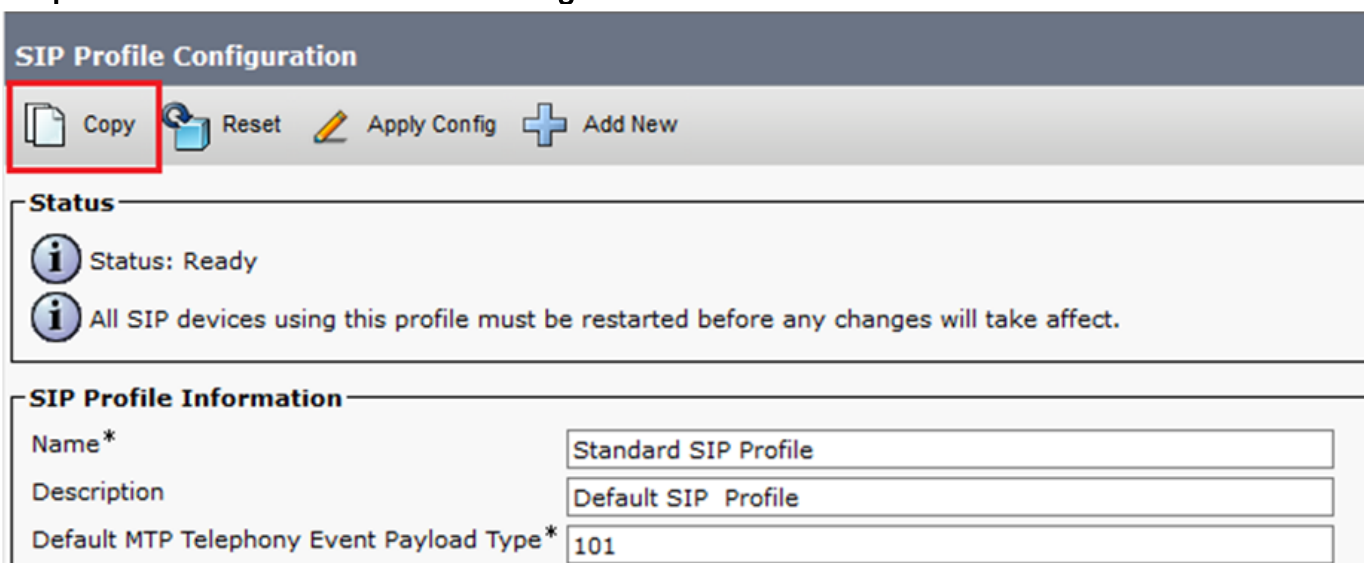 SIP Profile Configuration
Copy Reset Apply Config Add New
Status
Status: Ready
All SIP devices using this profile must be restarted before any changes will take affect.
SIP Profile Information
Name* Standard SIP Profile
Description Default SIP Profile
Default MTP Telephony Event Payload Type* 101